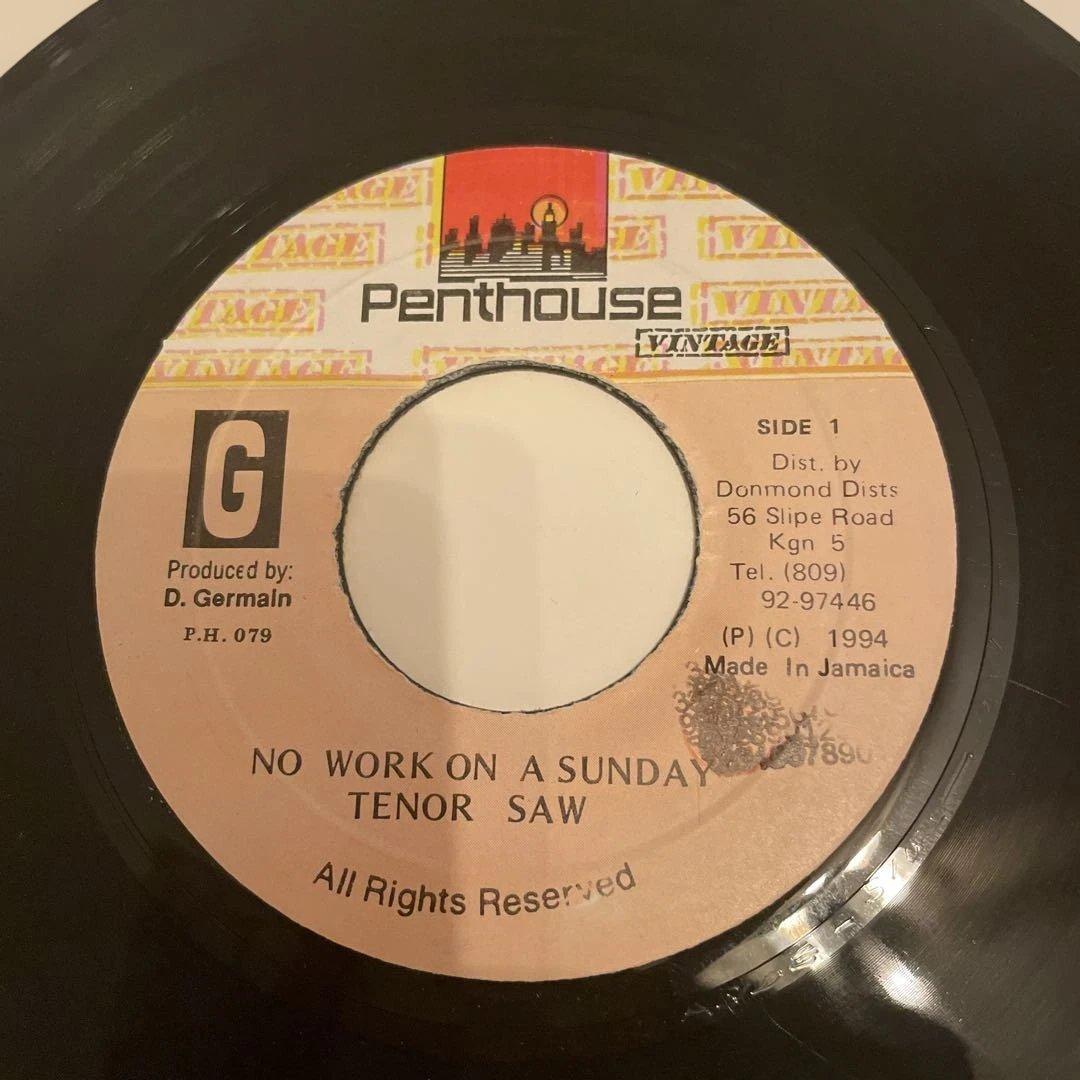 VINTAGE
Penthouse
VINTAGE
G
Produced by:
D. Germain
P.H. 079
SIDE 1
Dist. by
Donmond Dists
56 Slipe Road
Kgn 5
Tel. (809)
92-97446
(P) (C) 1994
Made In Jamaica
NO WORK ON A SUNDAY
TENOR SAW
All Rights Reserved